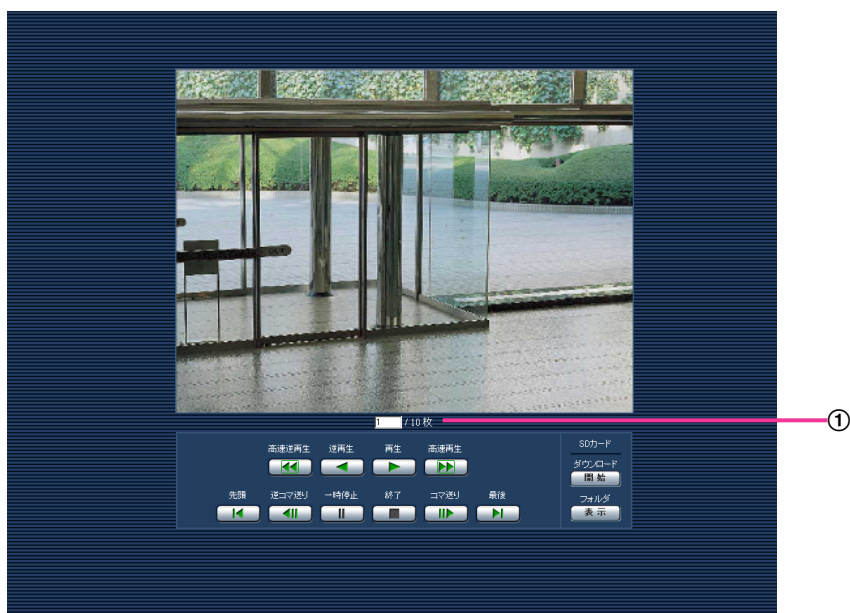 1 /10枚
①
高速逆再生 逆再生 再生 高速再生
先頭 逆コマ送り 一時停止 終了 コマ送り 最後
SDカード
ダウンロード
開始
フォルダ
表示